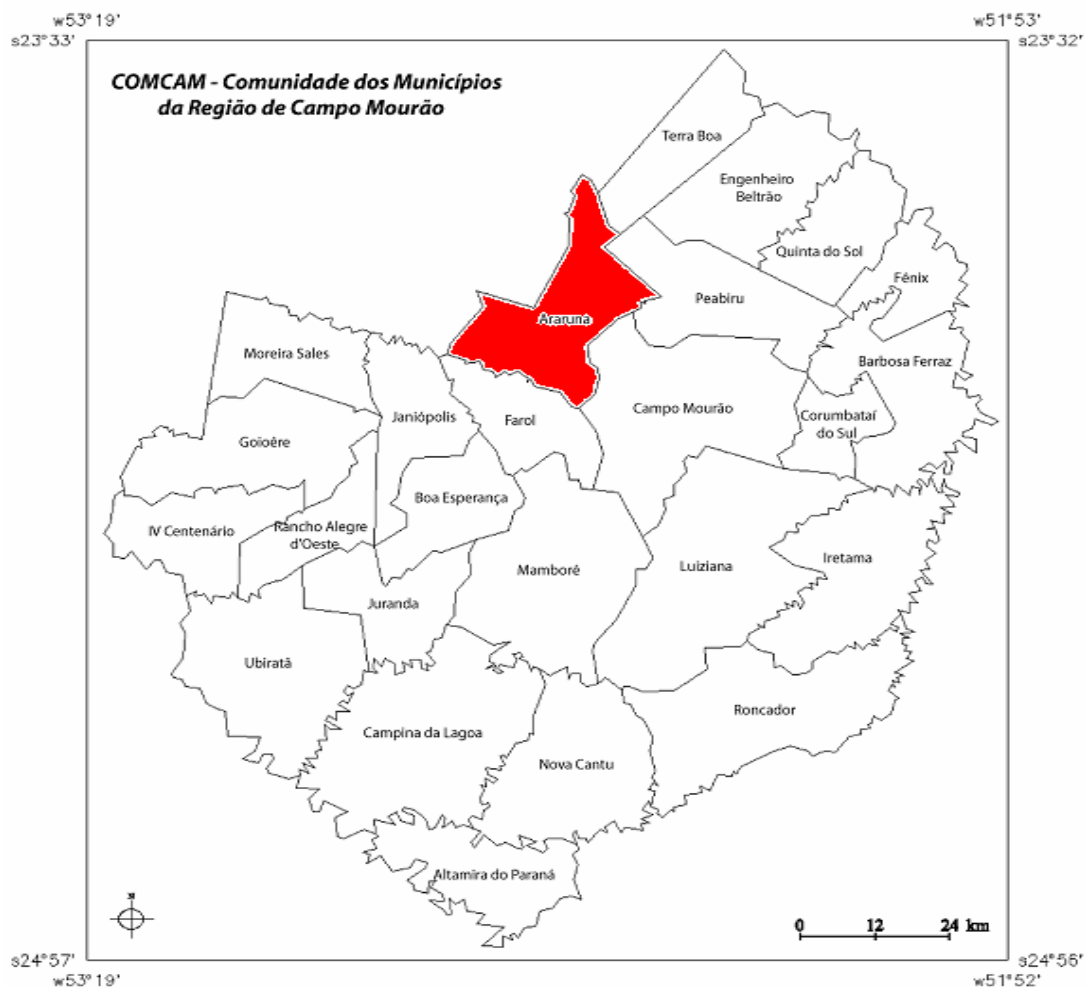 w53°19'
w51°53'
s23°33'
s23°32'
COMCAM - Comunidade dos Municípios
da Região de Campo Mourão
Terra Boa
Engenheiro
Beltrão
Quinta do Sol
Fênix
Peabiru
Araruna
Moreira Sales
Barbosa Ferraz
Janiópolis
Farol
Campo Mourão
Corumbataí
do Sul
Goioêre
Boa Esperança
IV Centenário
Rancho Alegre
d'Oeste
Iretama
Mamboré
Luiziana
Juranda
Ubiratã
Roncador
Campina da Lagoa
Nova Cantu
Altamira do Paraná
N
0 12 24 km
s24°57'
s24°56'
w53°19'
w51°52'